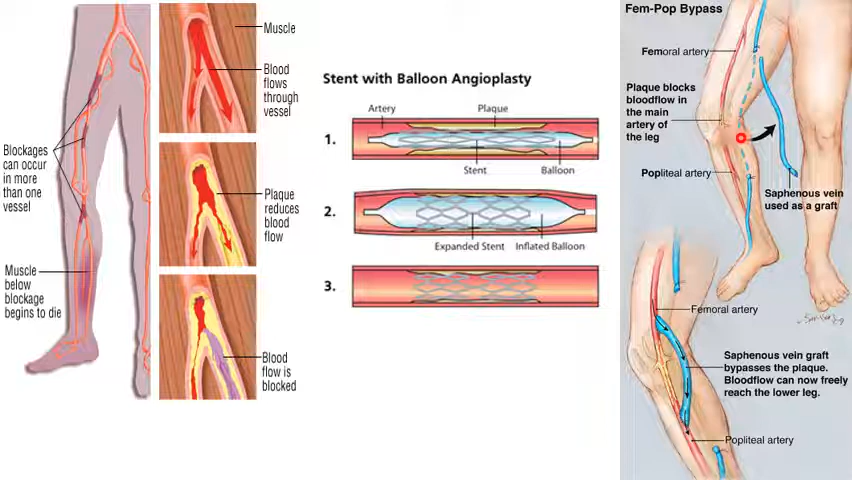 Muscle
Blood
flows
through
vessel
Blockages
can occur
in more
than one
vessel
Plaque
reduces
blood
flow
Muscle
below
blockage
begins to die
Blood
flow is
blocked
Stent with Balloon Angioplasty
Artery
Plaque
1.
Stent
Balloon
2.
Expanded Stent
Inflated Balloon
3.
Fem-Pop Bypass
Femoral artery
Plaque blocks
bloodflow in
the main
artery of
the leg
Popliteal artery
Saphenous vein
used as a graft
Femoral artery
Saphenous vein graft
bypasses the plaque.
Bloodflow can now freely
reach the lower leg.
Popliteal artery